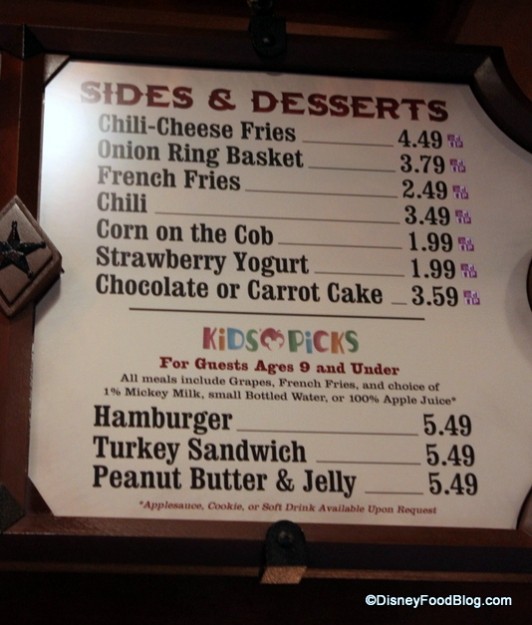 SIDES & DESSERTS
Chili-Cheese Fries 4.49
Onion Ring Basket 3.79
French Fries 2.49
Chili 3.49
Corn on the Cob 1.99
Strawberry Yogurt 1.99
Chocolate or Carrot Cake 3.59
KiDS PiCKS
For Guests Ages 9 and Under
All meals include Grapes, French Fries, and choice of
1% Mickey Milk, small Bottled Water, or 100% Apple Juice*
Hamburger 5.49
Turkey Sandwich 5.49
Peanut Butter & Jelly 5.49
*Applesauce, Cookie, or Soft Drink Available Upon Request
©DisneyFoodBlog.com